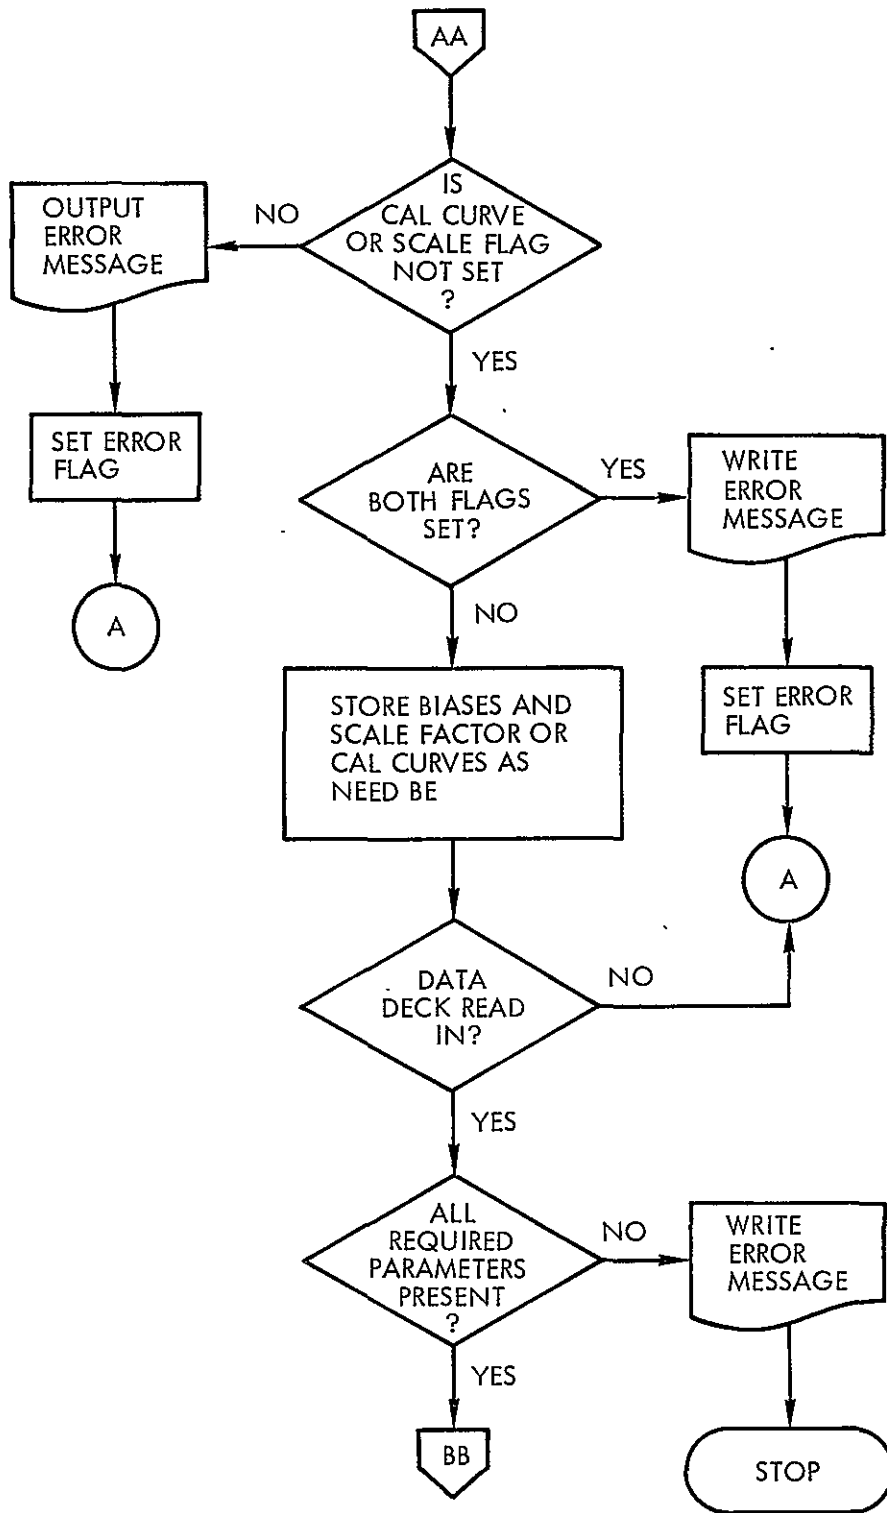 AA
IS
CAL CURVE
OR SCALE FLAG
NOT SET
?
NO
OUTPUT
ERROR
MESSAGE
SET ERROR
FLAG
A
YES
ARE
BOTH FLAGS
SET?
YES
WRITE
ERROR
MESSAGE
SET ERROR
FLAG
A
NO
STORE BIASES AND
SCALE FACTOR OR
CAL CURVES AS
NEED BE
DATA
DECK READ
IN?
NO
YES
ALL
REQUIRED
PARAMETERS
PRESENT
?
NO
WRITE
ERROR
MESSAGE
STOP
YES
BB